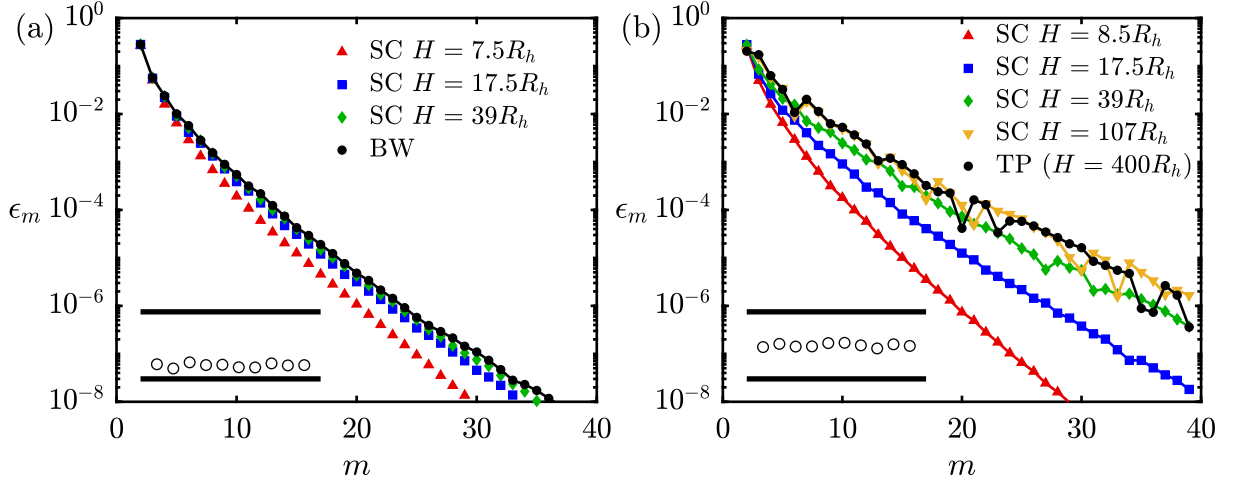 (a)
SC H = 7.5R_h
SC H = 17.5R_h
SC H = 39R_h
BW
10^0
10^−2
10^−4
10^−6
10^−8
ϵ_m
0 10 20 30 40
m
(b)
SC H = 8.5R_h
SC H = 17.5R_h
SC H = 39R_h
SC H = 107R_h
TP (H = 400R_h)
10^0
10^−2
10^−4
10^−6
10^−8
ϵ_m
0 10 20 30 40
m